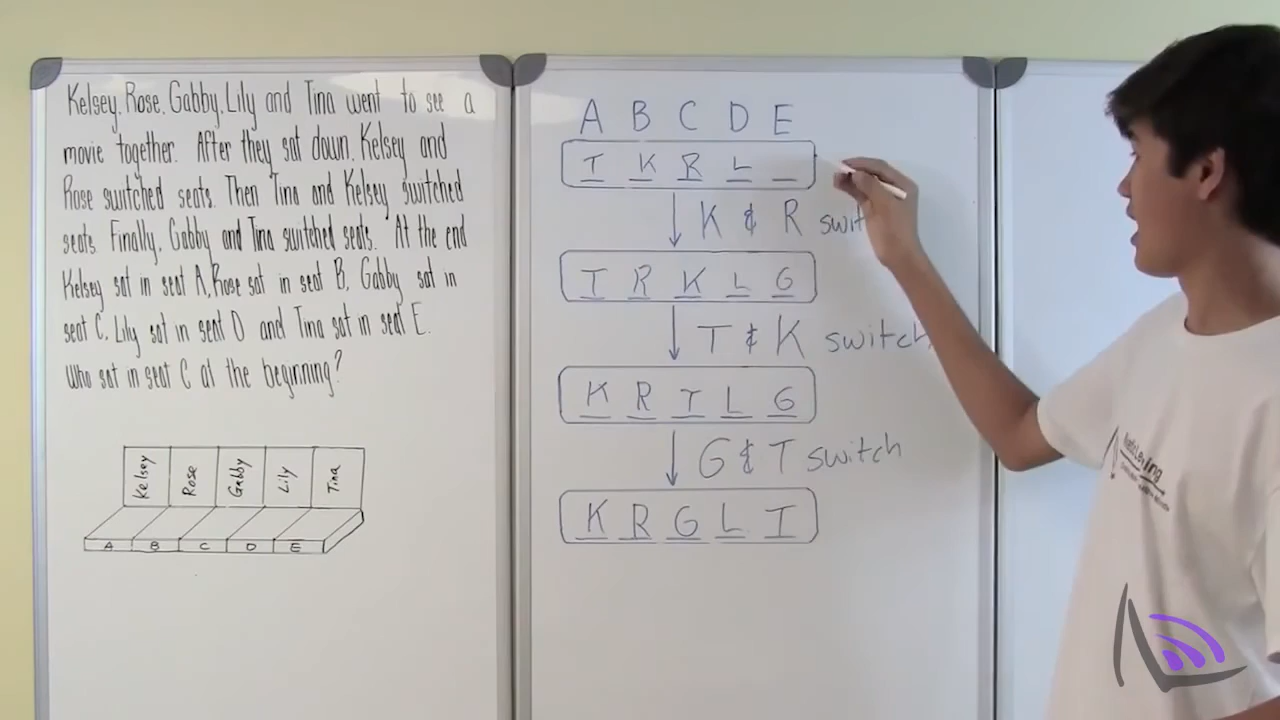 Kelsey, Rose, Gabby, Lily and Tina went to see a
movie together. After they sat down, Kelsey and
Rose switched seats. Then Tina and Kelsey switched
seats. Finally, Gabby and Tina switched seats. At the end
Kelsey sat in seat A, Rose sat in seat B, Gabby sat in
seat C, Lily sat in seat D and Tina sat in seat E.
Who sat in seat C at the beginning?
Kelsey Rose Gabby Lily Tina
A B C D E
A B C D E
T K R L _
K & R swit
T R K L G
T & K switch
K R T L G
G & T switch
K R G L T